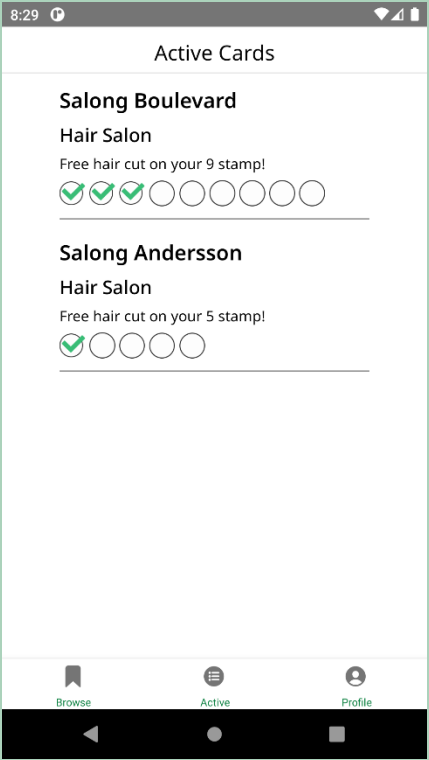 8:29
Active Cards
Salong Boulevard
Hair Salon
Free hair cut on your 9 stamp!
Salong Andersson
Hair Salon
Free hair cut on your 5 stamp!
Browse Active Profile